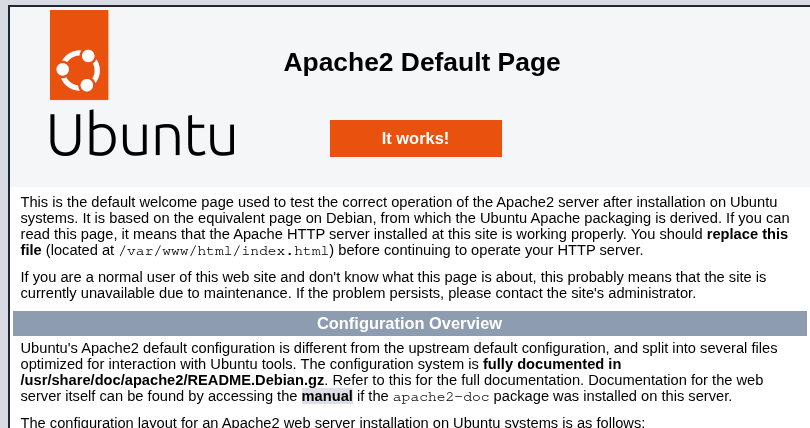 Apache2 Default Page
Ubuntu
It works!
This is the default welcome page used to test the correct operation of the Apache2 server after installation on Ubuntu
systems. It is based on the equivalent page on Debian, from which the Ubuntu Apache packaging is derived. If you can
read this page, it means that the Apache HTTP server installed at this site is working properly. You should replace this
file (located at /var/www/html/index.html) before continuing to operate your HTTP server.
If you are a normal user of this web site and don't know what this page is about, this probably means that the site is
currently unavailable due to maintenance. If the problem persists, please contact the site's administrator.
Configuration Overview
Ubuntu's Apache2 default configuration is different from the upstream default configuration, and split into several files
optimized for interaction with Ubuntu tools. The configuration system is fully documented in
/usr/share/doc/apache2/README.Debian.gz. Refer to this for the full documentation. Documentation for the web
server itself can be found by accessing the manual if the apache2-doc package was installed on this server.
The configuration layout for an Apache2 web server installation on Ubuntu systems is as follows: